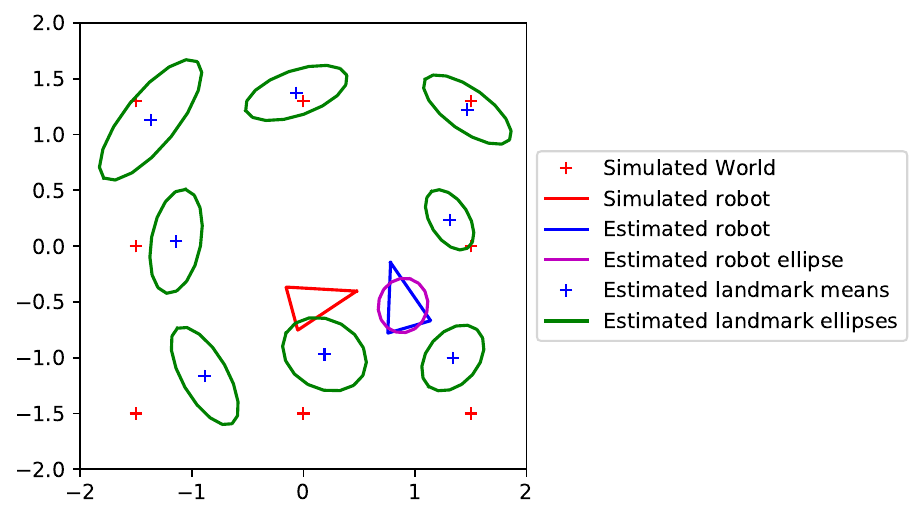 2.0
1.5
1.0
0.5
0.0
−0.5
−1.0
−1.5
−2.0
−2 −1 0 1 2
Simulated World
Simulated robot
Estimated robot
Estimated robot ellipse
Estimated landmark means
Estimated landmark ellipses